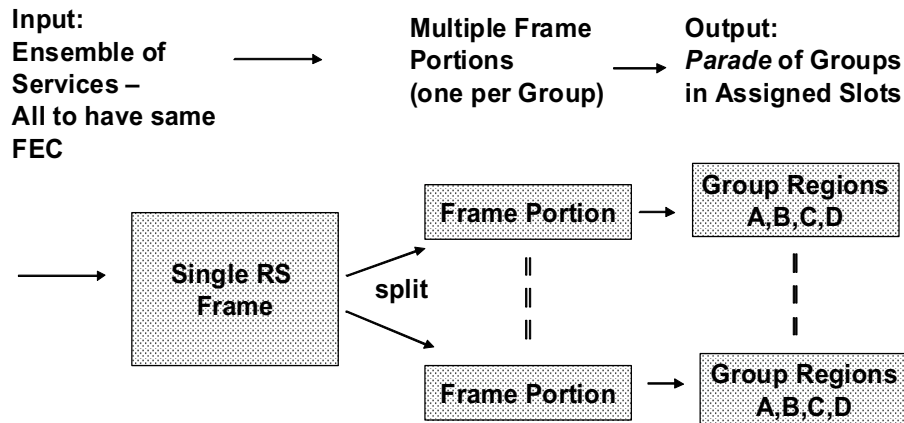 Input:
Ensemble of
Services –
All to have same
FEC
Multiple Frame
Portions
(one per Group)
Output:
Parade of Groups
in Assigned Slots
Single RS
Frame
split
Frame Portion
Group Regions
A,B,C,D
Frame Portion
Group Regions
A,B,C,D